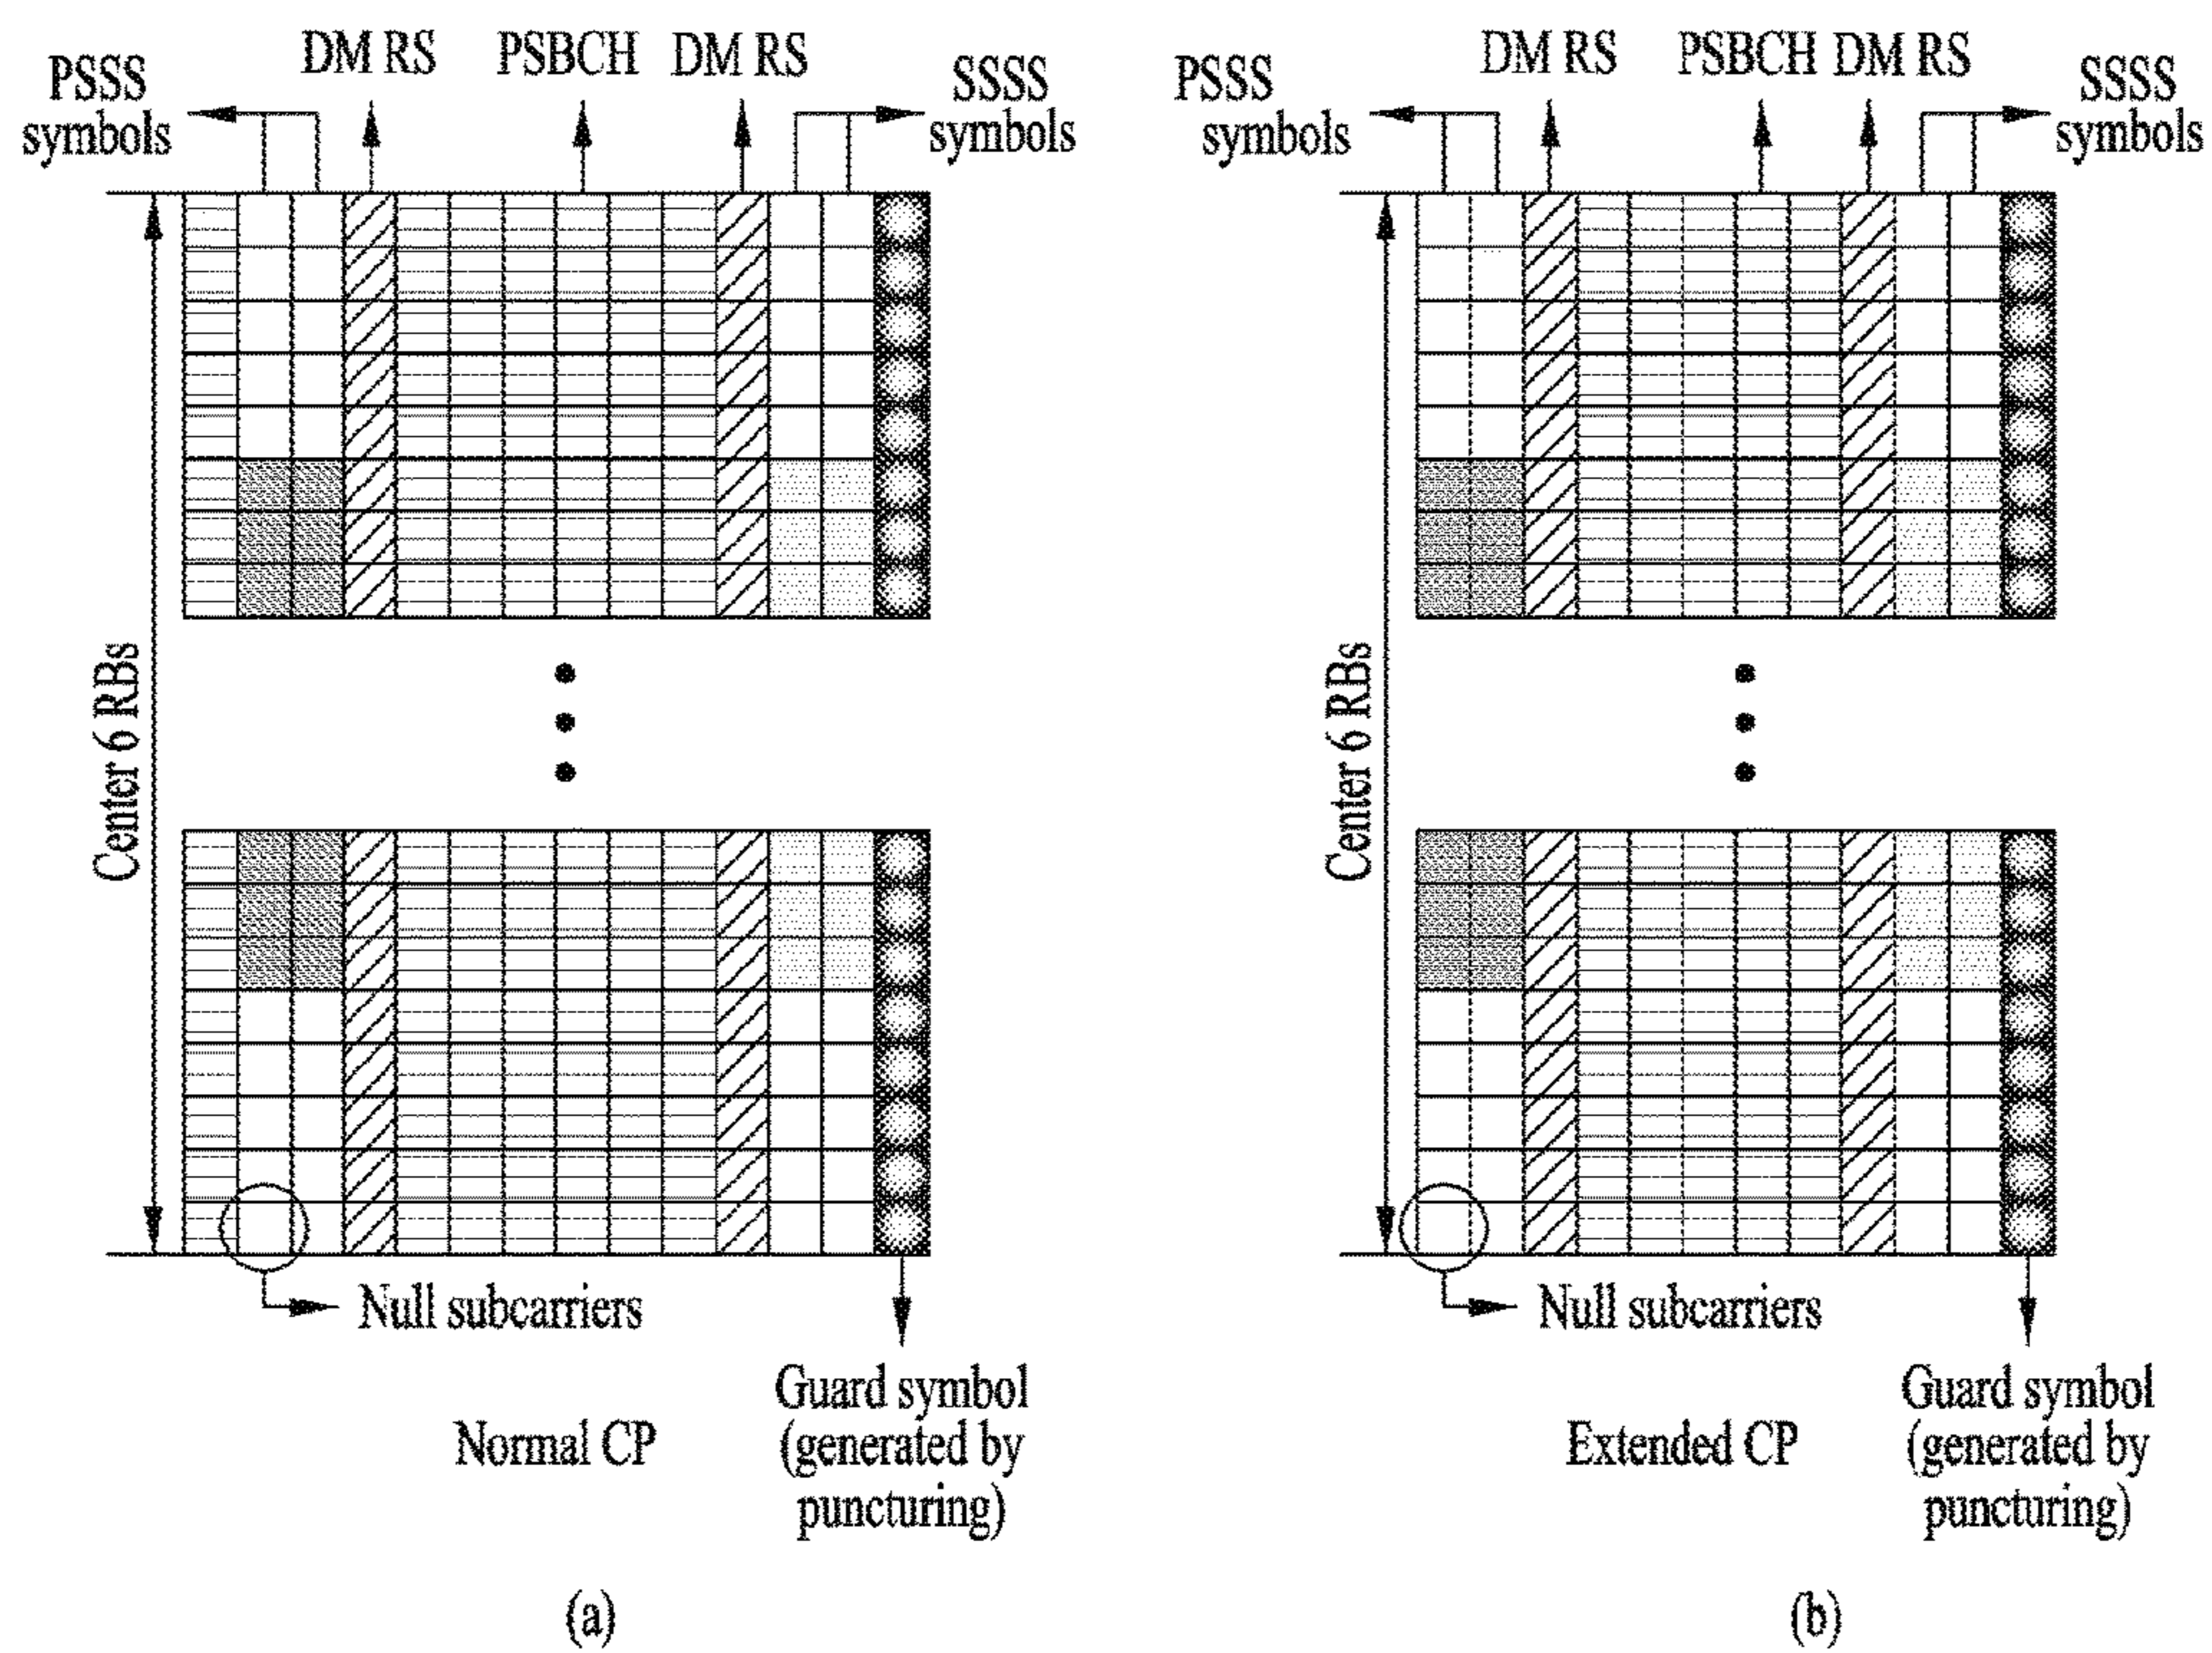 PSSS
symbols
DM RS
PSBCH
DM RS
SSSS
symbols
Center 6 RBs
Null subcarriers
Guard symbol
(generated by
puncturing)
Normal CP
(a)
PSSS
symbols
DM RS
PSBCH
DM RS
SSSS
symbols
Center 6 RBs
Null subcarriers
Guard symbol
(generated by
puncturing)
Extended CP
(b)